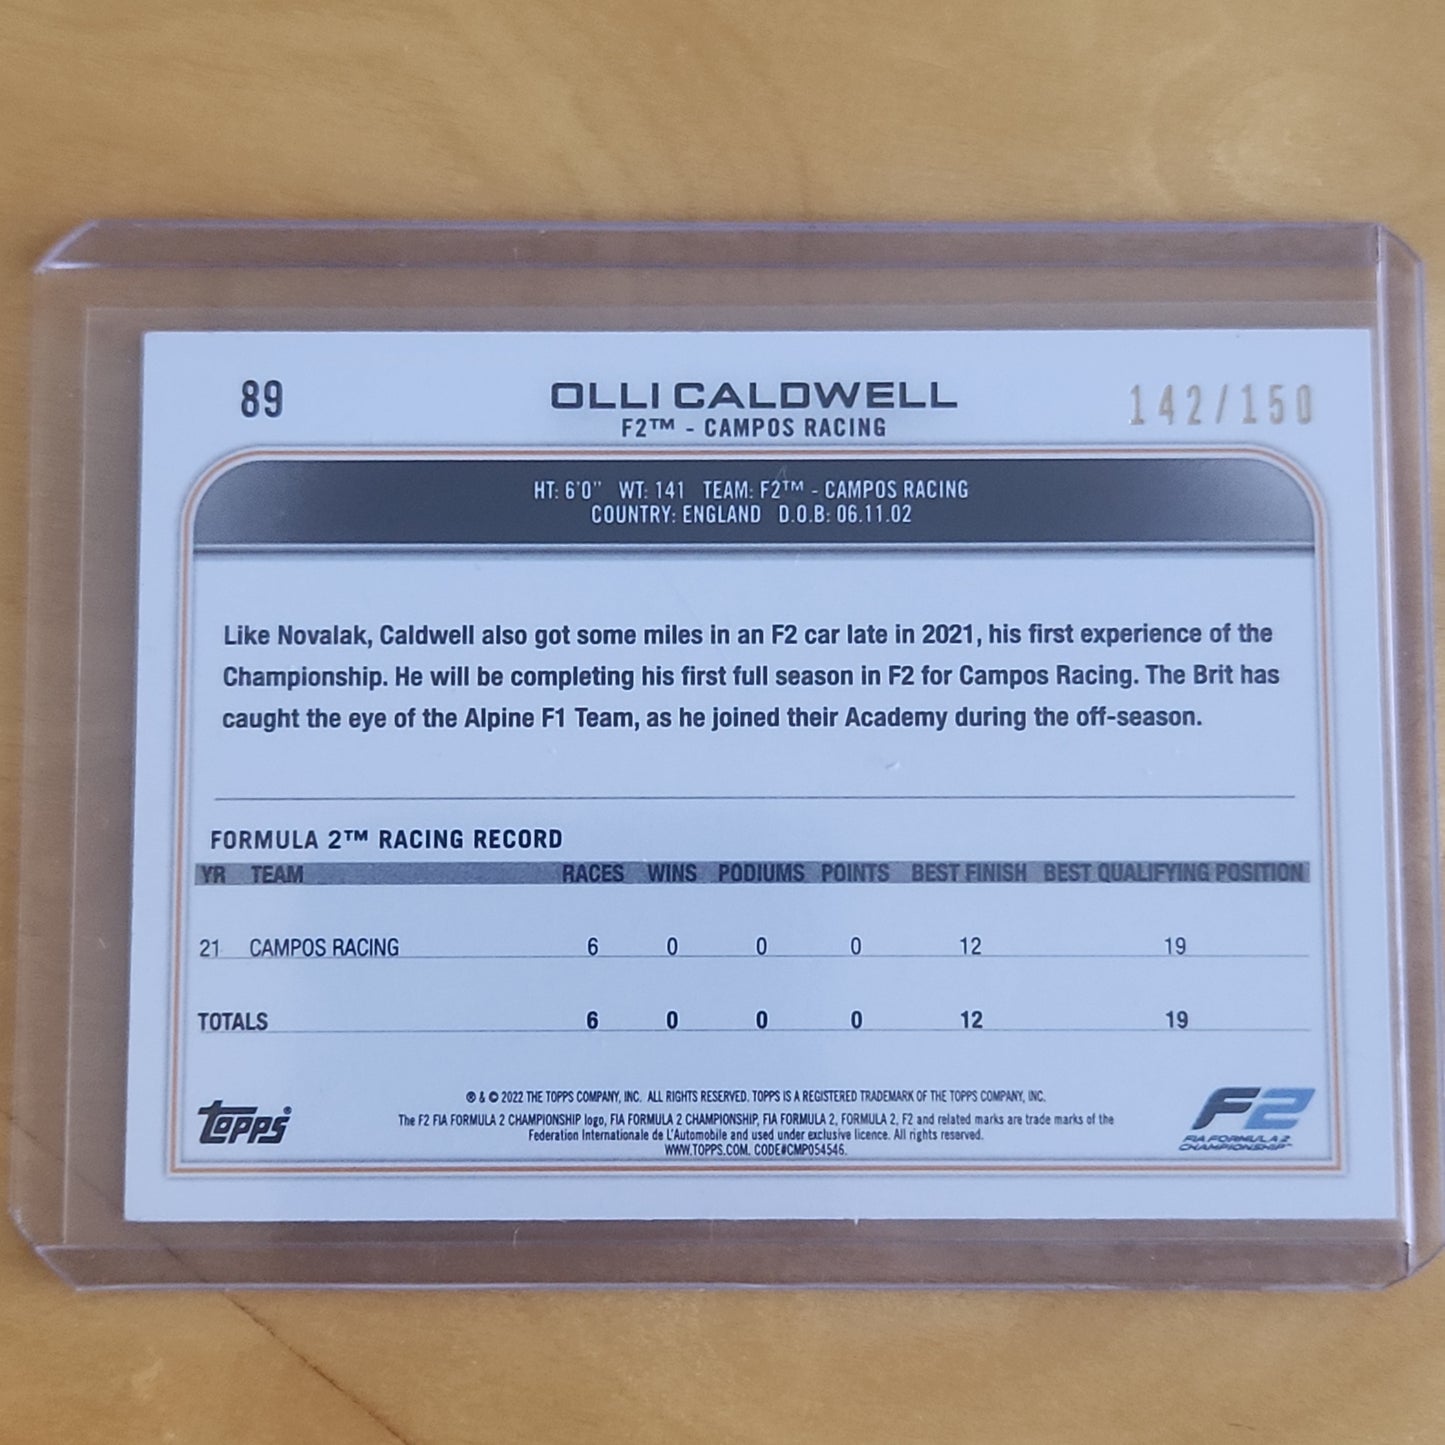 89
OLLI CALDWELL
142/150
F2™ - CAMPOS RACING
HT: 6'0" WT: 141 TEAM: F2™ - CAMPOS RACING
COUNTRY: ENGLAND D.O.B: 06.11.02
Like Novalak, Caldwell also got some miles in an F2 car late in 2021, his first experience of the
Championship. He will be completing his first full season in F2 for Campos Racing. The Brit has
caught the eye of the Alpine F1 Team, as he joined their Academy during the off-season.
FORMULA 2™ RACING RECORD
YR TEAM RACES WINS PODIUMS POINTS BEST FINISH BEST QUALIFYING POSITION
21 CAMPOS RACING 6 0 0 0 12 19
TOTALS 6 0 0 0 12 19
® & © 2022 THE TOPPS COMPANY, INC. ALL RIGHTS RESERVED. TOPPS IS A REGISTERED TRADEMARK OF THE TOPPS COMPANY, INC.
The F2 FIA FORMULA 2 CHAMPIONSHIP logo, FIA FORMULA 2 CHAMPIONSHIP, FIA FORMULA 2, FORMULA 2, F2 and related marks are trade marks of the
Federation Internationale de L'Automobile and used under exclusive licence. All rights reserved.
WWW.TOPPS.COM. CODE#CMP054546.
TOPPS®
F2
FIA FORMULA 2
CHAMPIONSHIP™